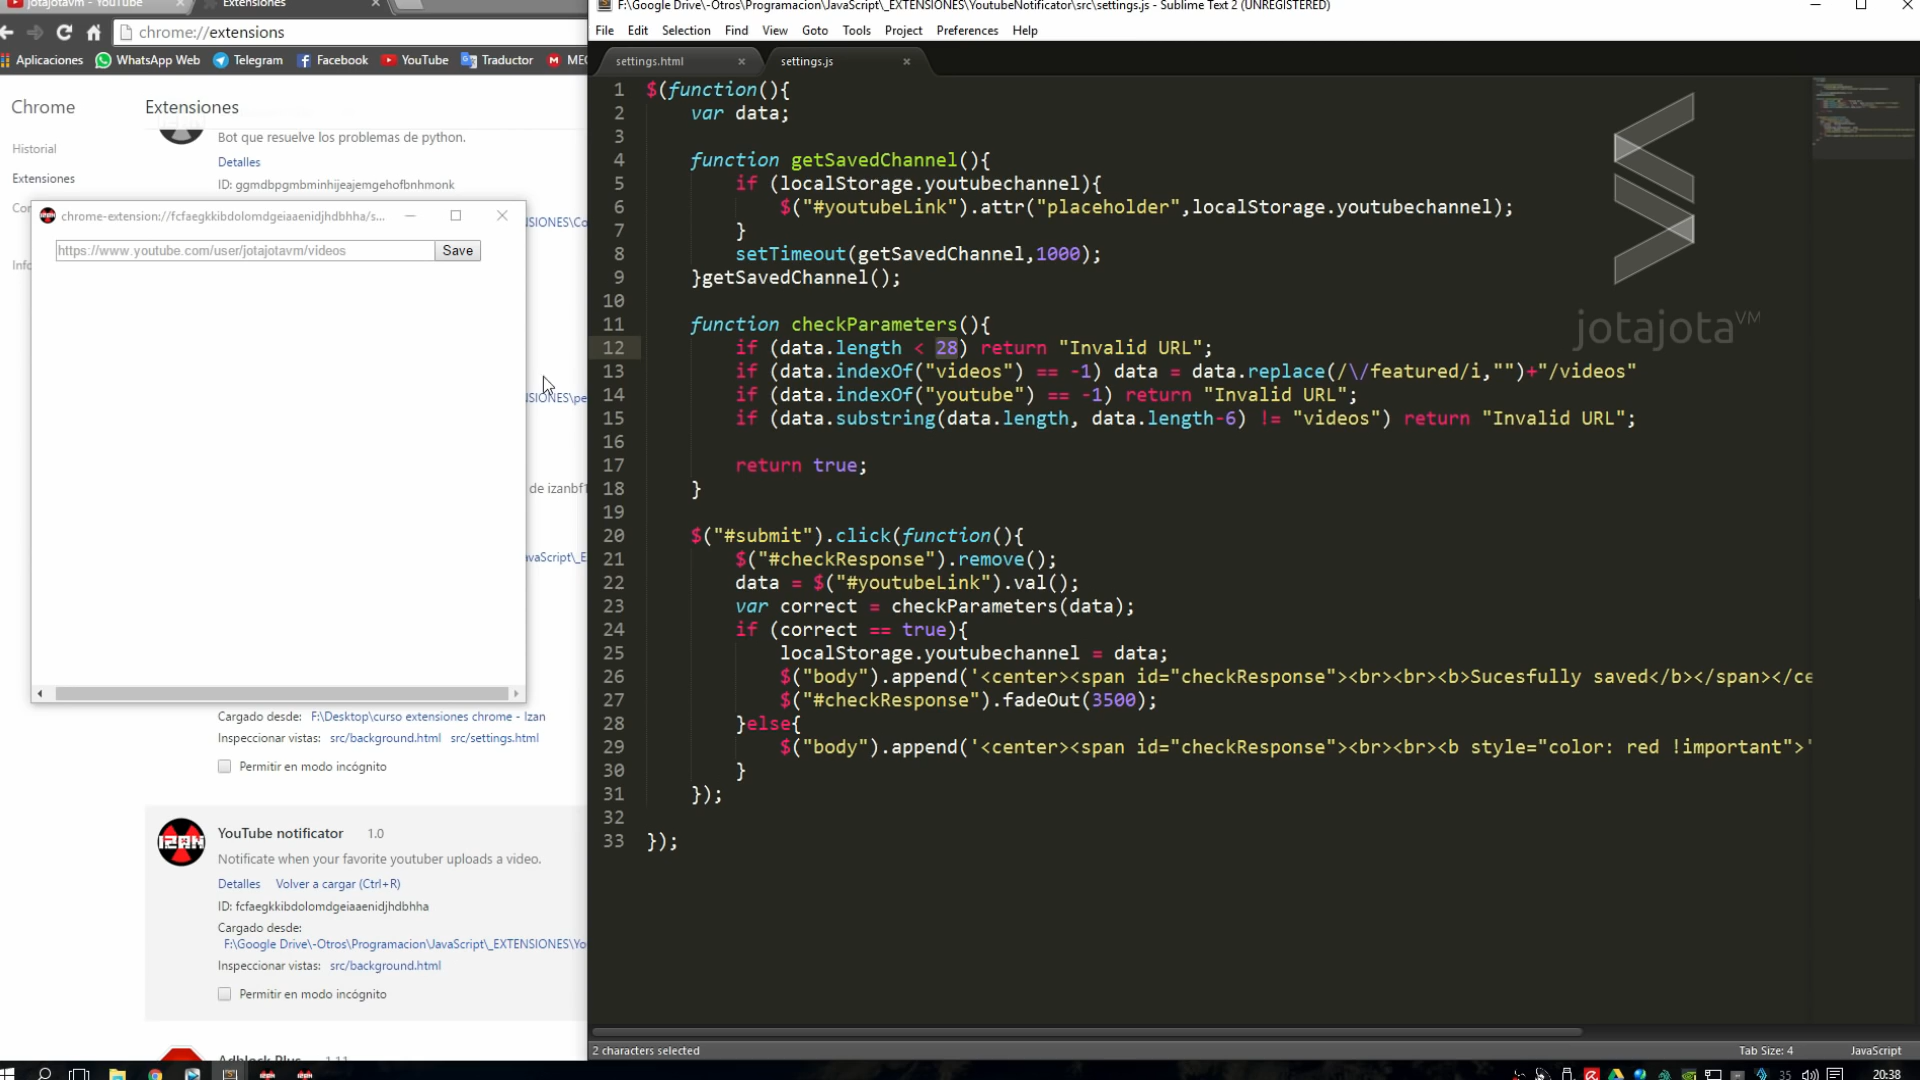 jotajotavm - YouTube
Extensiones
chrome://extensions
Aplicaciones WhatsApp Web Telegram Facebook YouTube Traductor
Chrome
Extensiones
Historial
Extensiones
Bot que resuelve los problemas de python.
Detalles
ID: ggmdbpgmbminhijeajemgehofbnhmonk
chrome-extension://fcfaegkkibdolomdgeiaaenidjhdbhha/s...
https://www.youtube.com/user/jotajotavm/videos
Save
de izanbf1
Cargado desde: F:\Desktop\curso extensiones chrome - Izan
Inspeccionar vistas: src/background.html src/settings.html
Permitir en modo incógnito
YouTube notificator 1.0
Notificate when your favorite youtuber uploads a video.
Detalles Volver a cargar (Ctrl+R)
ID: fcfaegkkibdolomdgeiaaenidjhdbhha
Cargado desde:
F:\Google Drive\-Otros\Programacion\JavaScript\_EXTENSIONES\Yo
Inspeccionar vistas: src/background.html
Permitir en modo incógnito
Adblock Plus 1.11
F:\Google Drive\-Otros\Programacion\JavaScript\_EXTENSIONES\YoutubeNotificator\src\settings.js - Sublime Text 2 (UNREGISTERED)
File Edit Selection Find View Goto Tools Project Preferences Help
settings.html
settings.js
1 $(function(){
2 var data;
3
4 function getSavedChannel(){
5 if (localStorage.youtubechannel){
6 $("#youtubeLink").attr("placeholder",localStorage.youtubechannel);
7 }
8 setTimeout(getSavedChannel,1000);
9 }getSavedChannel();
10
11 function checkParameters(){
12 if (data.length < 28) return "Invalid URL";
13 if (data.indexOf("videos") == -1) data = data.replace(/\/featured/i,"")+"/videos"
14 if (data.indexOf("youtube") == -1) return "Invalid URL";
15 if (data.substring(data.length, data.length-6) != "videos") return "Invalid URL";
16
17 return true;
18 }
19
20 $("#submit").click(function(){
21 $("#checkResponse").remove();
22 data = $("#youtubeLink").val();
23 var correct = checkParameters(data);
24 if (correct == true){
25 localStorage.youtubechannel = data;
26 $("body").append('<center><span id="checkResponse"><br><br><b>Sucesfully saved</b></span></ce
27 $("#checkResponse").fadeOut(3500);
28 }else{
29 $("body").append('<center><span id="checkResponse"><br><br><b style="color: red !important">'
30 }
31 });
32
33 });
jotajotaVM
2 characters selected
Tab Size: 4
JavaScript
35
20:38